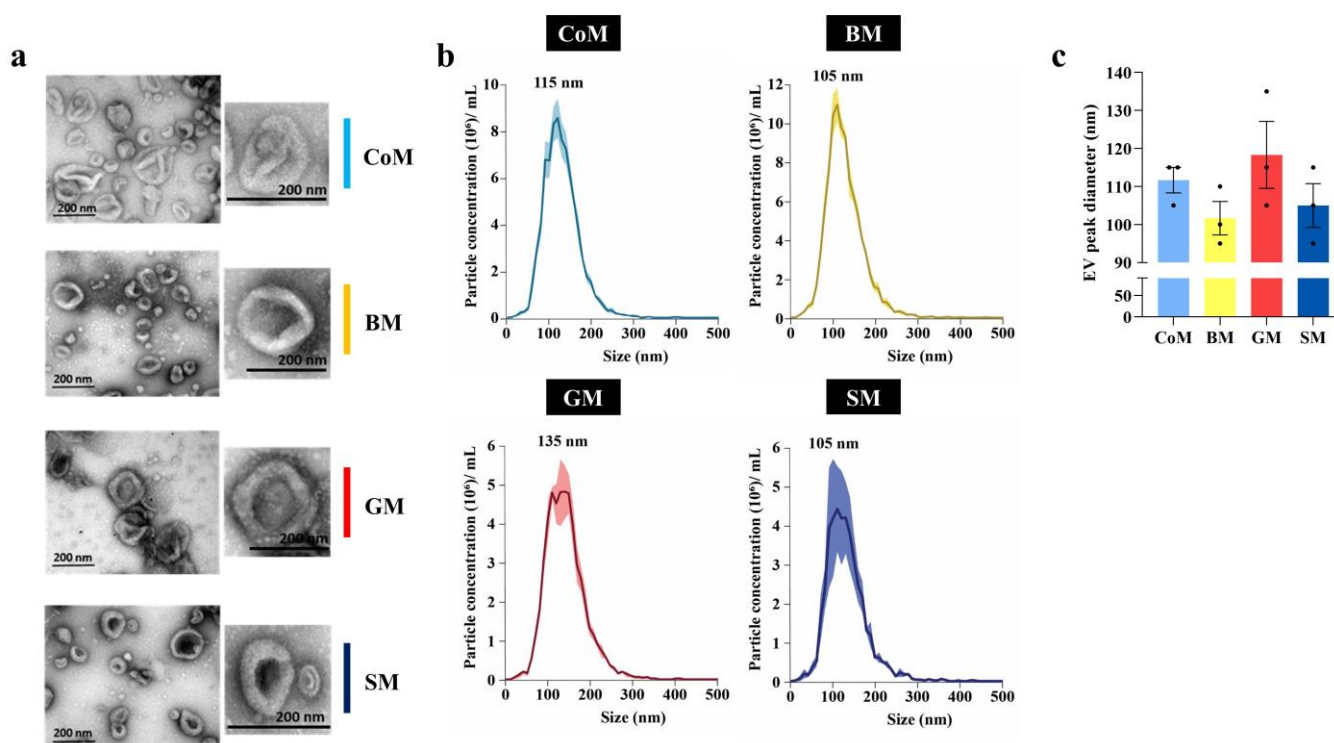 a
200 nm
200 nm
CoM
200 nm
200 nm
BM
200 nm
200 nm
GM
200 nm
200 nm
SM
b
CoM
115 nm
Particle concentration (10⁶)/ mL
10
8
6
4
2
0
0 100 200 300 400 500
Size (nm)
BM
105 nm
Particle concentration (10⁶)/ mL
12
10
8
6
4
2
0
0 100 200 300 400 500
Size (nm)
GM
135 nm
Particle concentration (10⁶)/ mL
6
5
4
3
2
1
0
0 100 200 300 400 500
Size (nm)
SM
105 nm
Particle concentration (10⁶)/ mL
6
5
4
3
2
1
0
0 100 200 300 400 500
Size (nm)
c
EV peak diameter (nm)
140
130
120
110
100
90
50
0
CoM BM GM SM